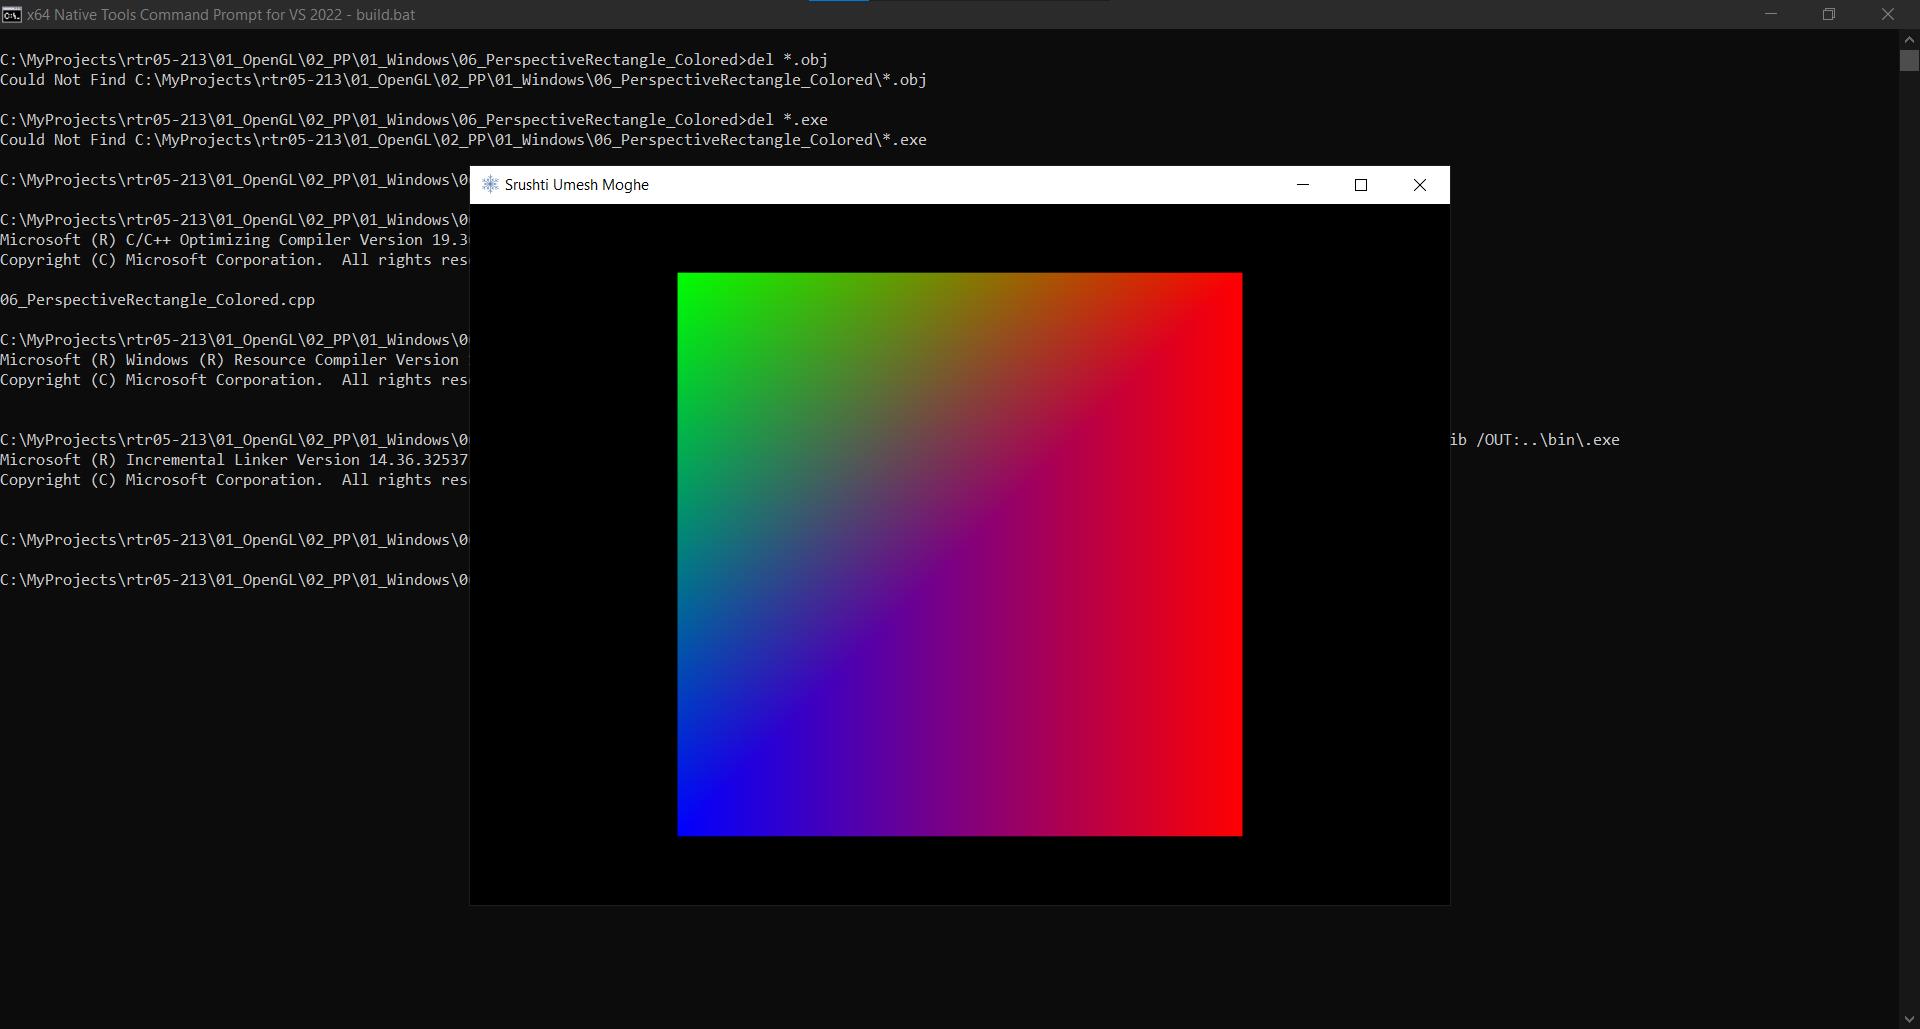 x64 Native Tools Command Prompt for VS 2022 - build.bat
C:\MyProjects\rtr05-213\01_OpenGL\02_PP\01_Windows\06_PerspectiveRectangle_Colored>del *.obj
Could Not Find C:\MyProjects\rtr05-213\01_OpenGL\02_PP\01_Windows\06_PerspectiveRectangle_Colored\*.obj
C:\MyProjects\rtr05-213\01_OpenGL\02_PP\01_Windows\06_PerspectiveRectangle_Colored>del *.exe
Could Not Find C:\MyProjects\rtr05-213\01_OpenGL\02_PP\01_Windows\06_PerspectiveRectangle_Colored\*.exe
C:\MyProjects\rtr05-213\01_OpenGL\02_PP\01_Windows\0
Srushti Umesh Moghe
C:\MyProjects\rtr05-213\01_OpenGL\02_PP\01_Windows\0
Microsoft (R) C/C++ Optimizing Compiler Version 19.3
Copyright (C) Microsoft Corporation.  All rights res
06_PerspectiveRectangle_Colored.cpp
C:\MyProjects\rtr05-213\01_OpenGL\02_PP\01_Windows\0
Microsoft (R) Windows (R) Resource Compiler Version
Copyright (C) Microsoft Corporation.  All rights res
C:\MyProjects\rtr05-213\01_OpenGL\02_PP\01_Windows\0 ib /OUT:..\bin\.exe
Microsoft (R) Incremental Linker Version 14.36.32537
Copyright (C) Microsoft Corporation.  All rights res
C:\MyProjects\rtr05-213\01_OpenGL\02_PP\01_Windows\0
C:\MyProjects\rtr05-213\01_OpenGL\02_PP\01_Windows\0